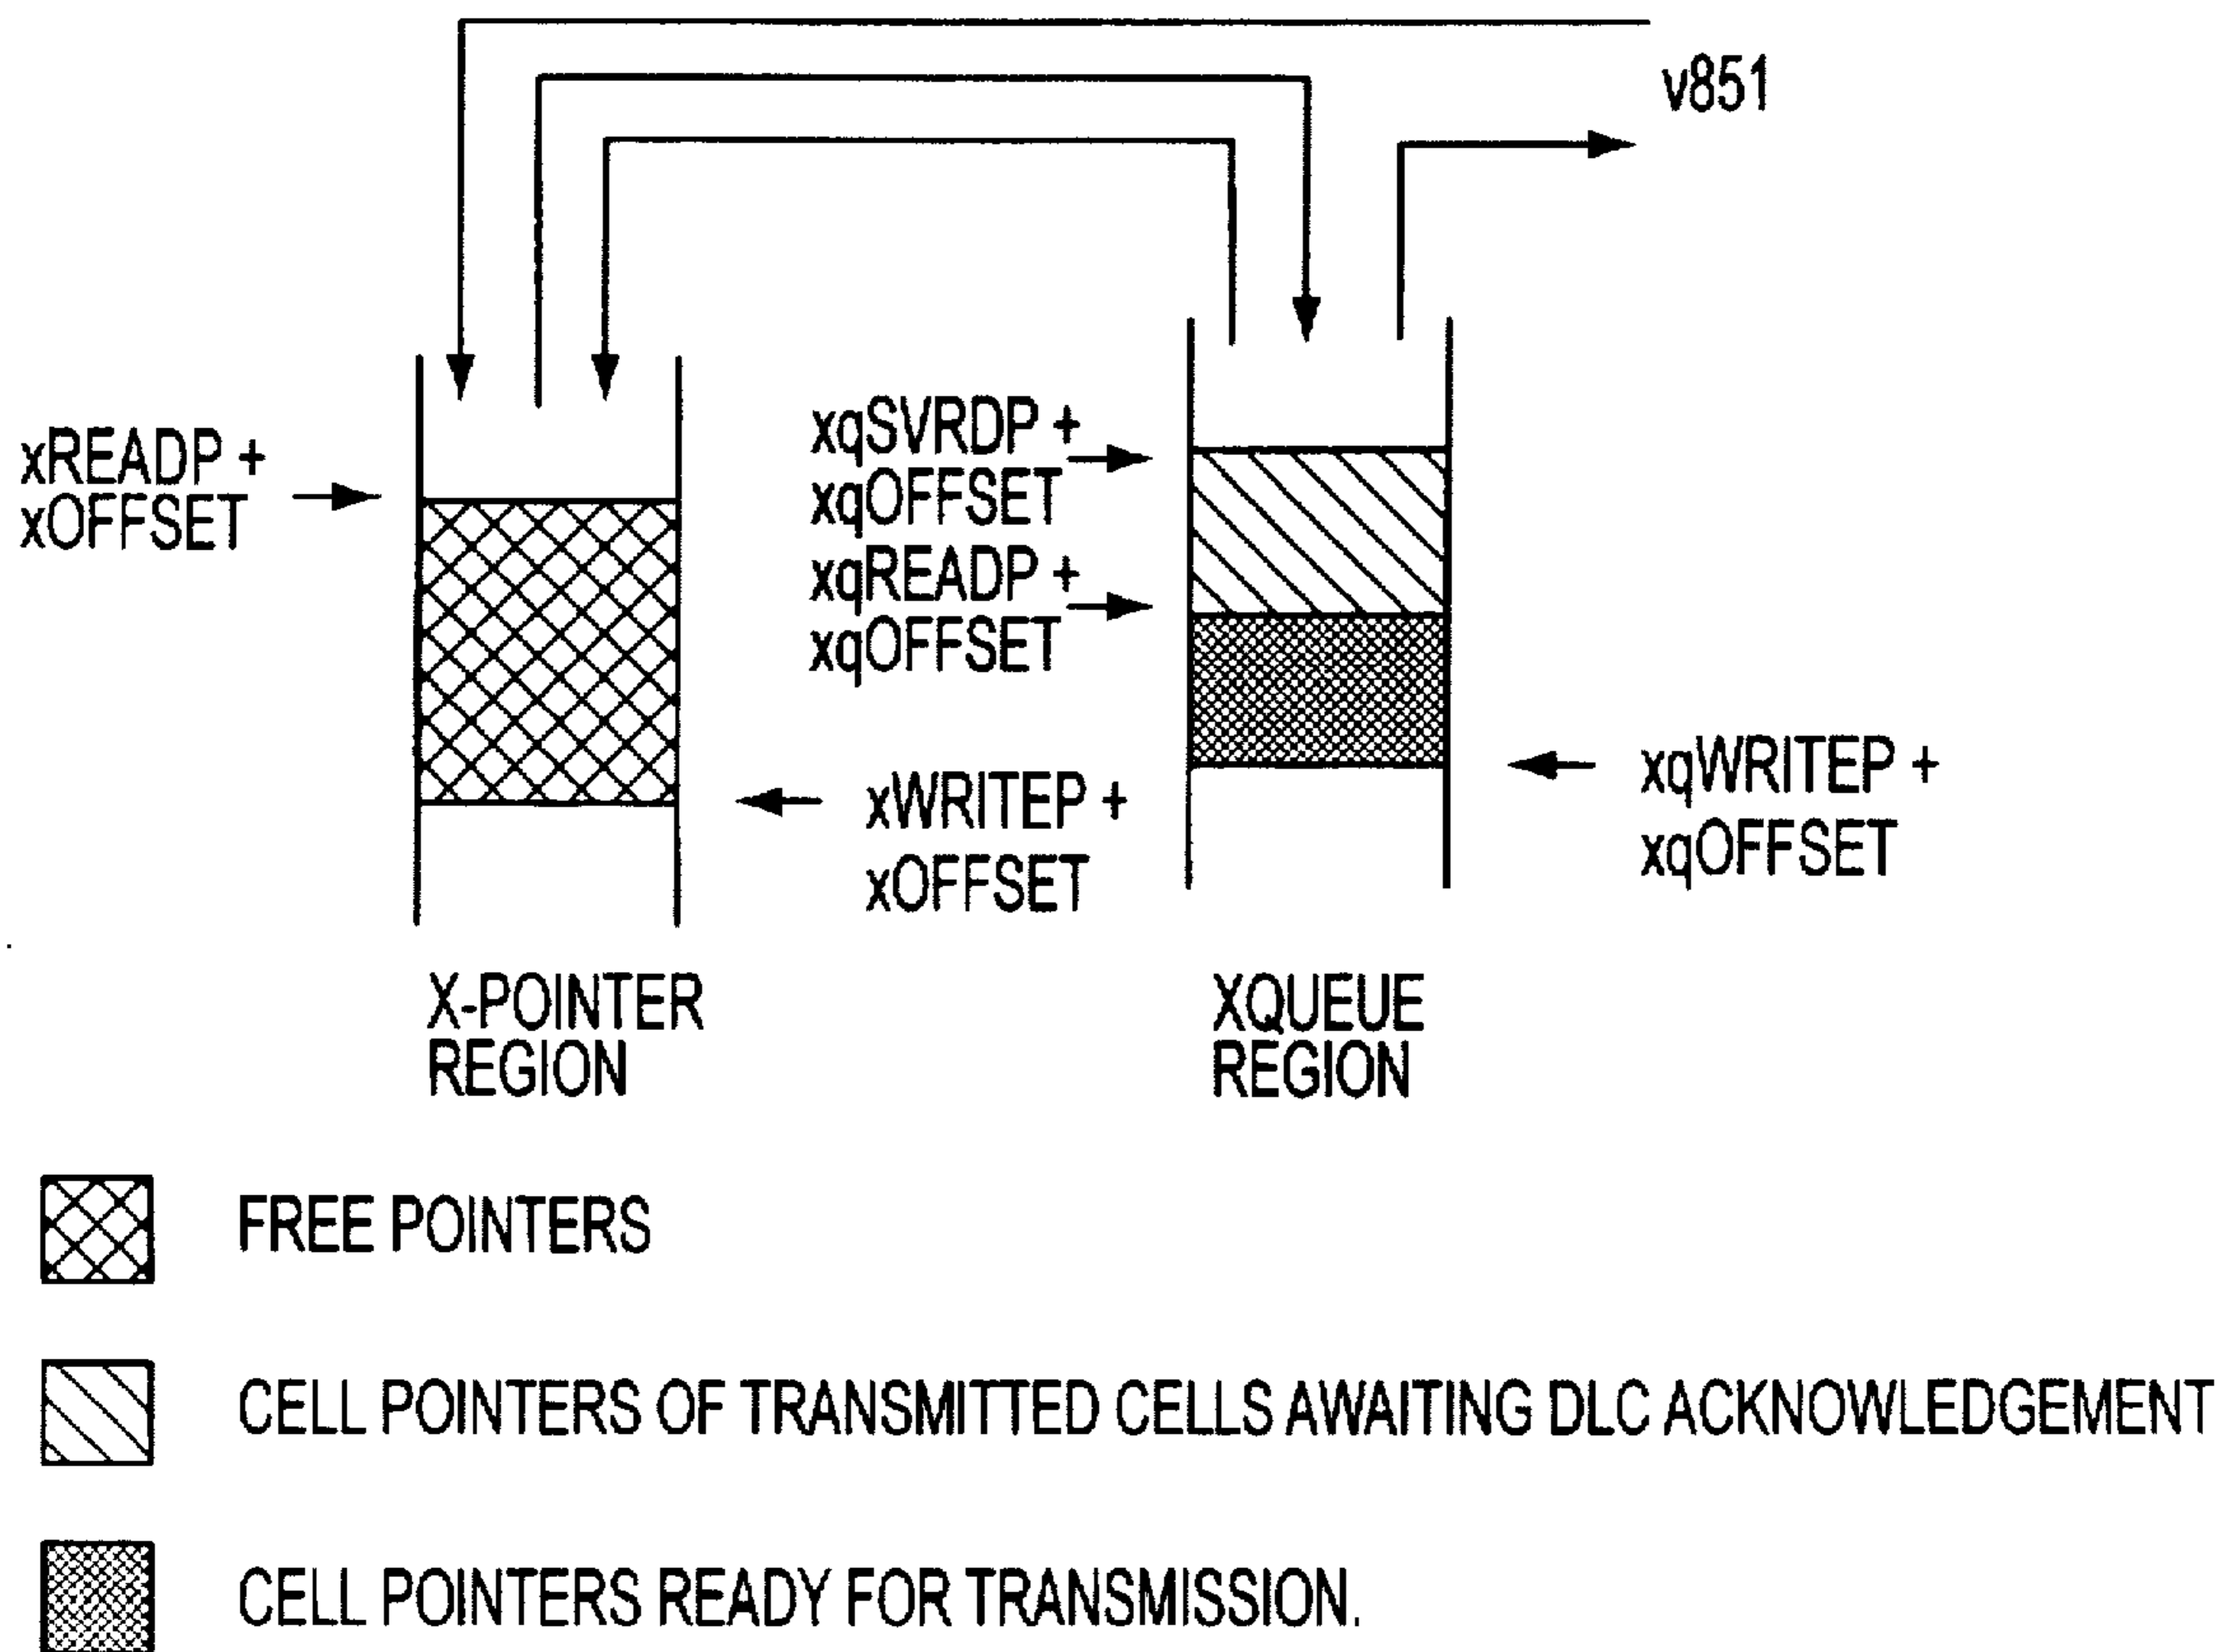 v851
xREADP +
xOFFSET
xqSVRDP +
xqOFFSET
xqREADP +
xqOFFSET
xWRITEP +
xOFFSET
xqWRITEP +
xqOFFSET
X-POINTER
REGION
XQUEUE
REGION
FREE POINTERS
CELL POINTERS OF TRANSMITTED CELLS AWAITING DLC ACKNOWLEDGEMENT
CELL POINTERS READY FOR TRANSMISSION.